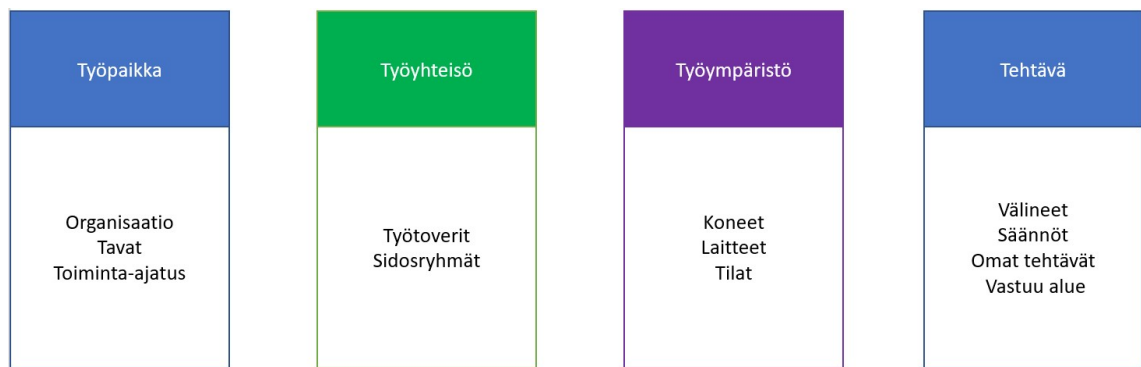 Työpaikka
Organisaatio
Tavat
Toiminta-ajatus
Työyhteisö
Työtoverit
Sidosryhmät
Työympäristö
Koneet
Laitteet
Tilat
Tehtävä
Välineet
Säännöt
Omat tehtävät
Vastuu alue